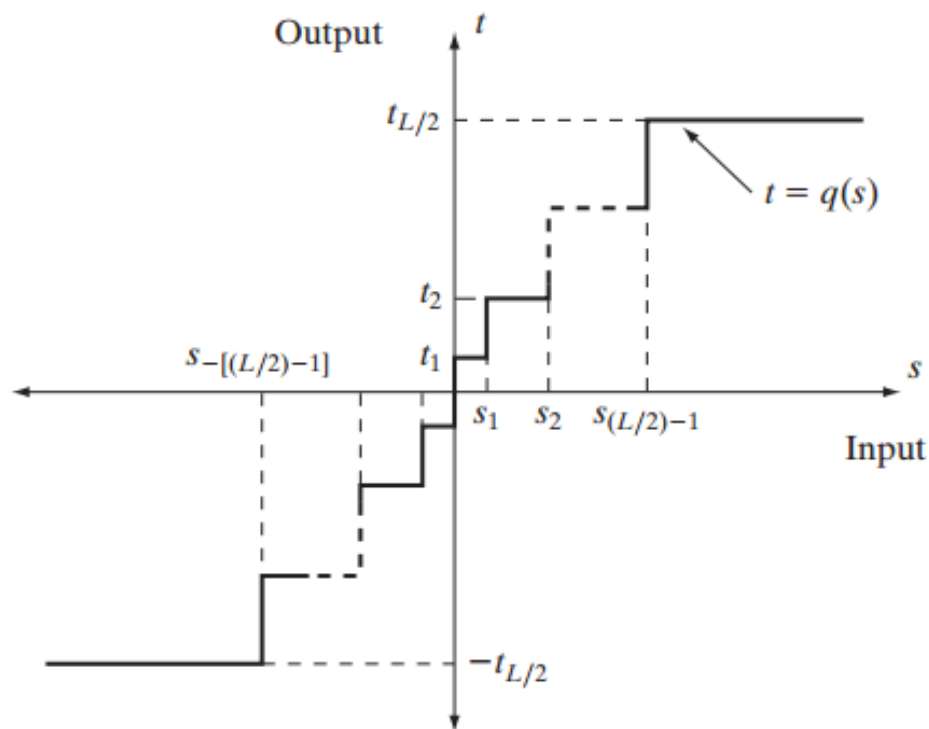 Output
t
t_{L/2}
t = q(s)
t_2
s_{-[(L/2)-1]}
t_1
s
s_1 s_2 s_{(L/2)-1}
Input
-t_{L/2}